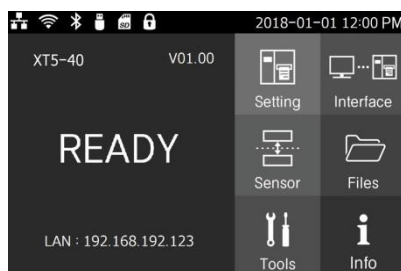 SD
2018-01-01 12:00 PM
XT5-40 V01.00
READY
LAN : 192.168.192.123
Setting
Interface
Sensor
Files
Tools
Info